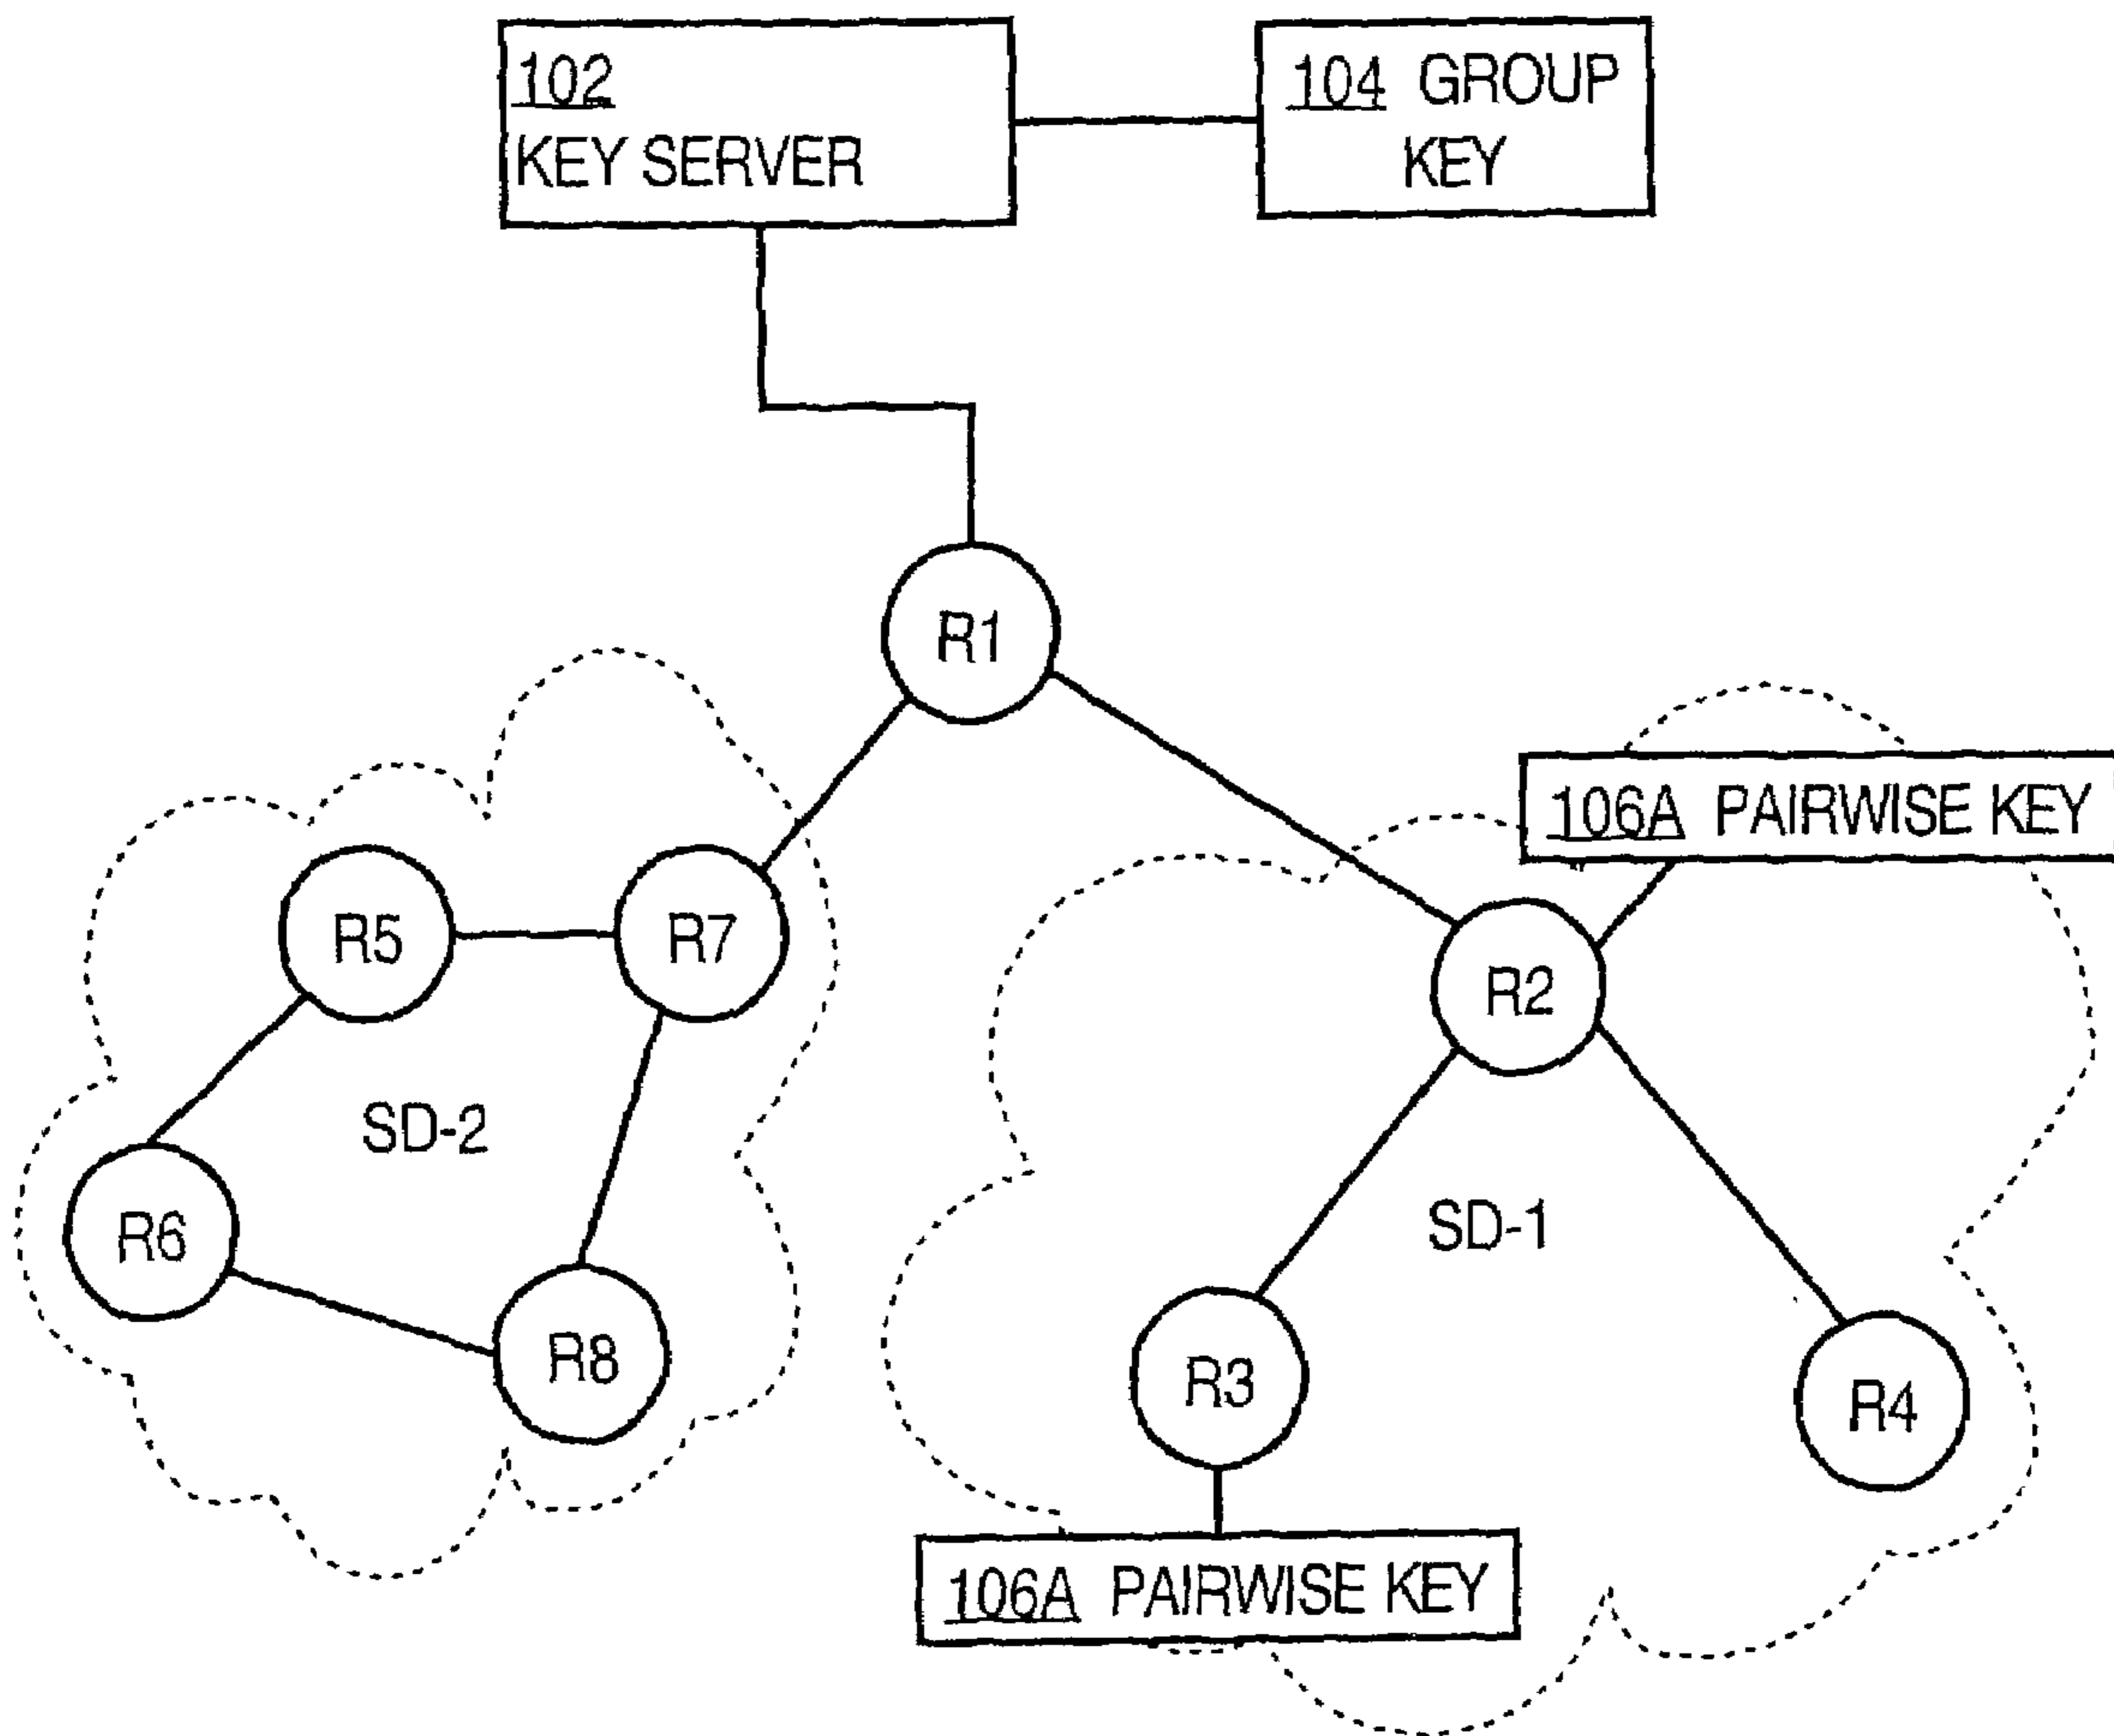 102
KEY SERVER
104 GROUP
KEY
R1
106A PAIRWISE KEY
R5
R7
R2
SD-2
SD-1
R6
R8
R3
R4
106A PAIRWISE KEY